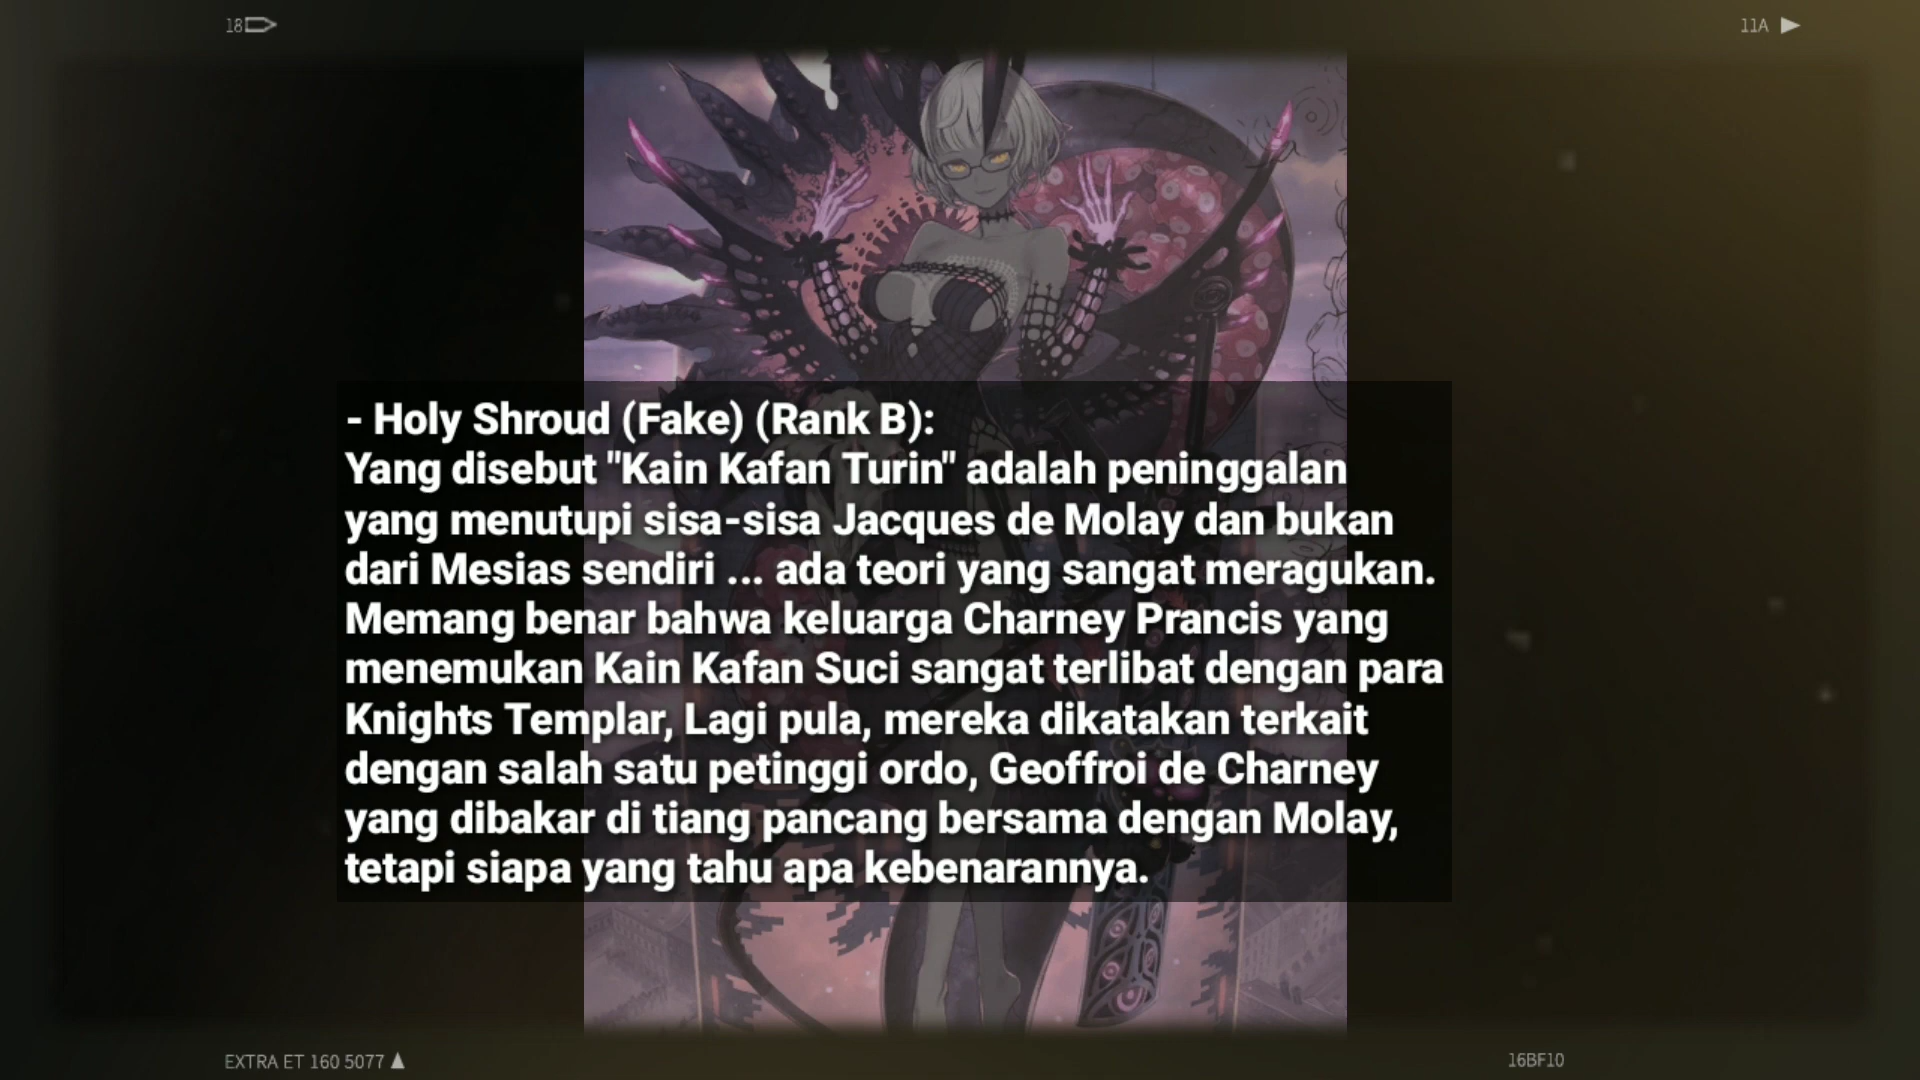 18
11A
- Holy Shroud (Fake) (Rank B):
Yang disebut "Kain Kafan Turin" adalah peninggalan
yang menutupi sisa-sisa Jacques de Molay dan bukan
dari Mesias sendiri ... ada teori yang sangat meragukan.
Memang benar bahwa keluarga Charney Prancis yang
menemukan Kain Kafan Suci sangat terlibat dengan para
Knights Templar, Lagi pula, mereka dikatakan terkait
dengan salah satu petinggi ordo, Geoffroi de Charney
yang dibakar di tiang pancang bersama dengan Molay,
tetapi siapa yang tahu apa kebenarannya.
EXTRA ET 160 5077
16BF10